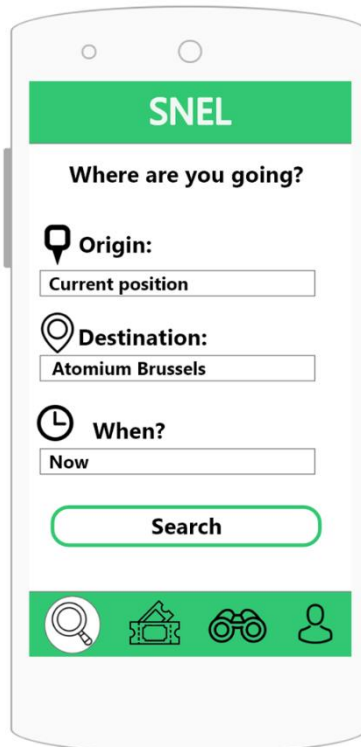 SNEL
Where are you going?
Origin:
Current position
Destination:
Atomium Brussels
When?
Now
Search